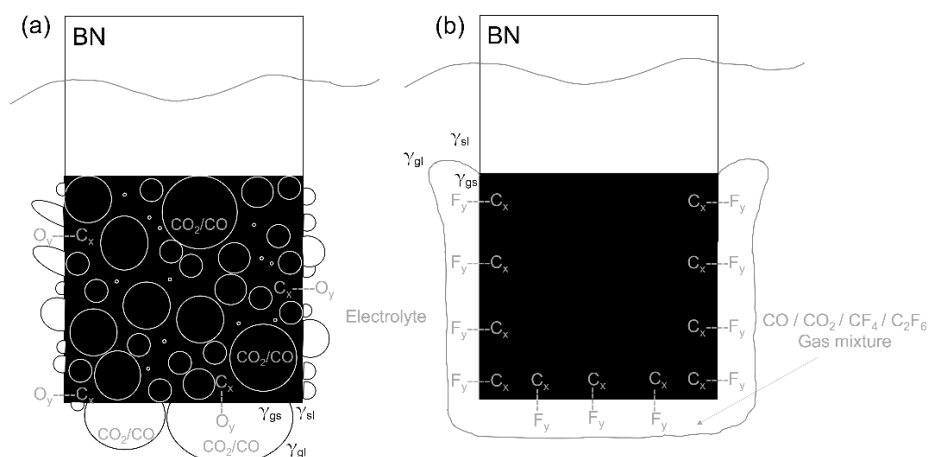 (a)
BN
CO₂/CO
Oy---Cx
Cx---Oy
CO₂/CO
Oy---Cx
Cx
Oy
γgs
γsl
CO₂/CO
CO₂/CO
γgl
Electrolyte
(b)
BN
γsl
γgl
γgs
Fy---Cx
Cx---Fy
Fy---Cx
Cx---Fy
Fy---Cx
Cx---Fy
Fy---Cx
Cx
Cx
Cx
Cx---Fy
Fy
Fy
Fy
CO / CO₂ / CF₄ / C₂F₆
Gas mixture